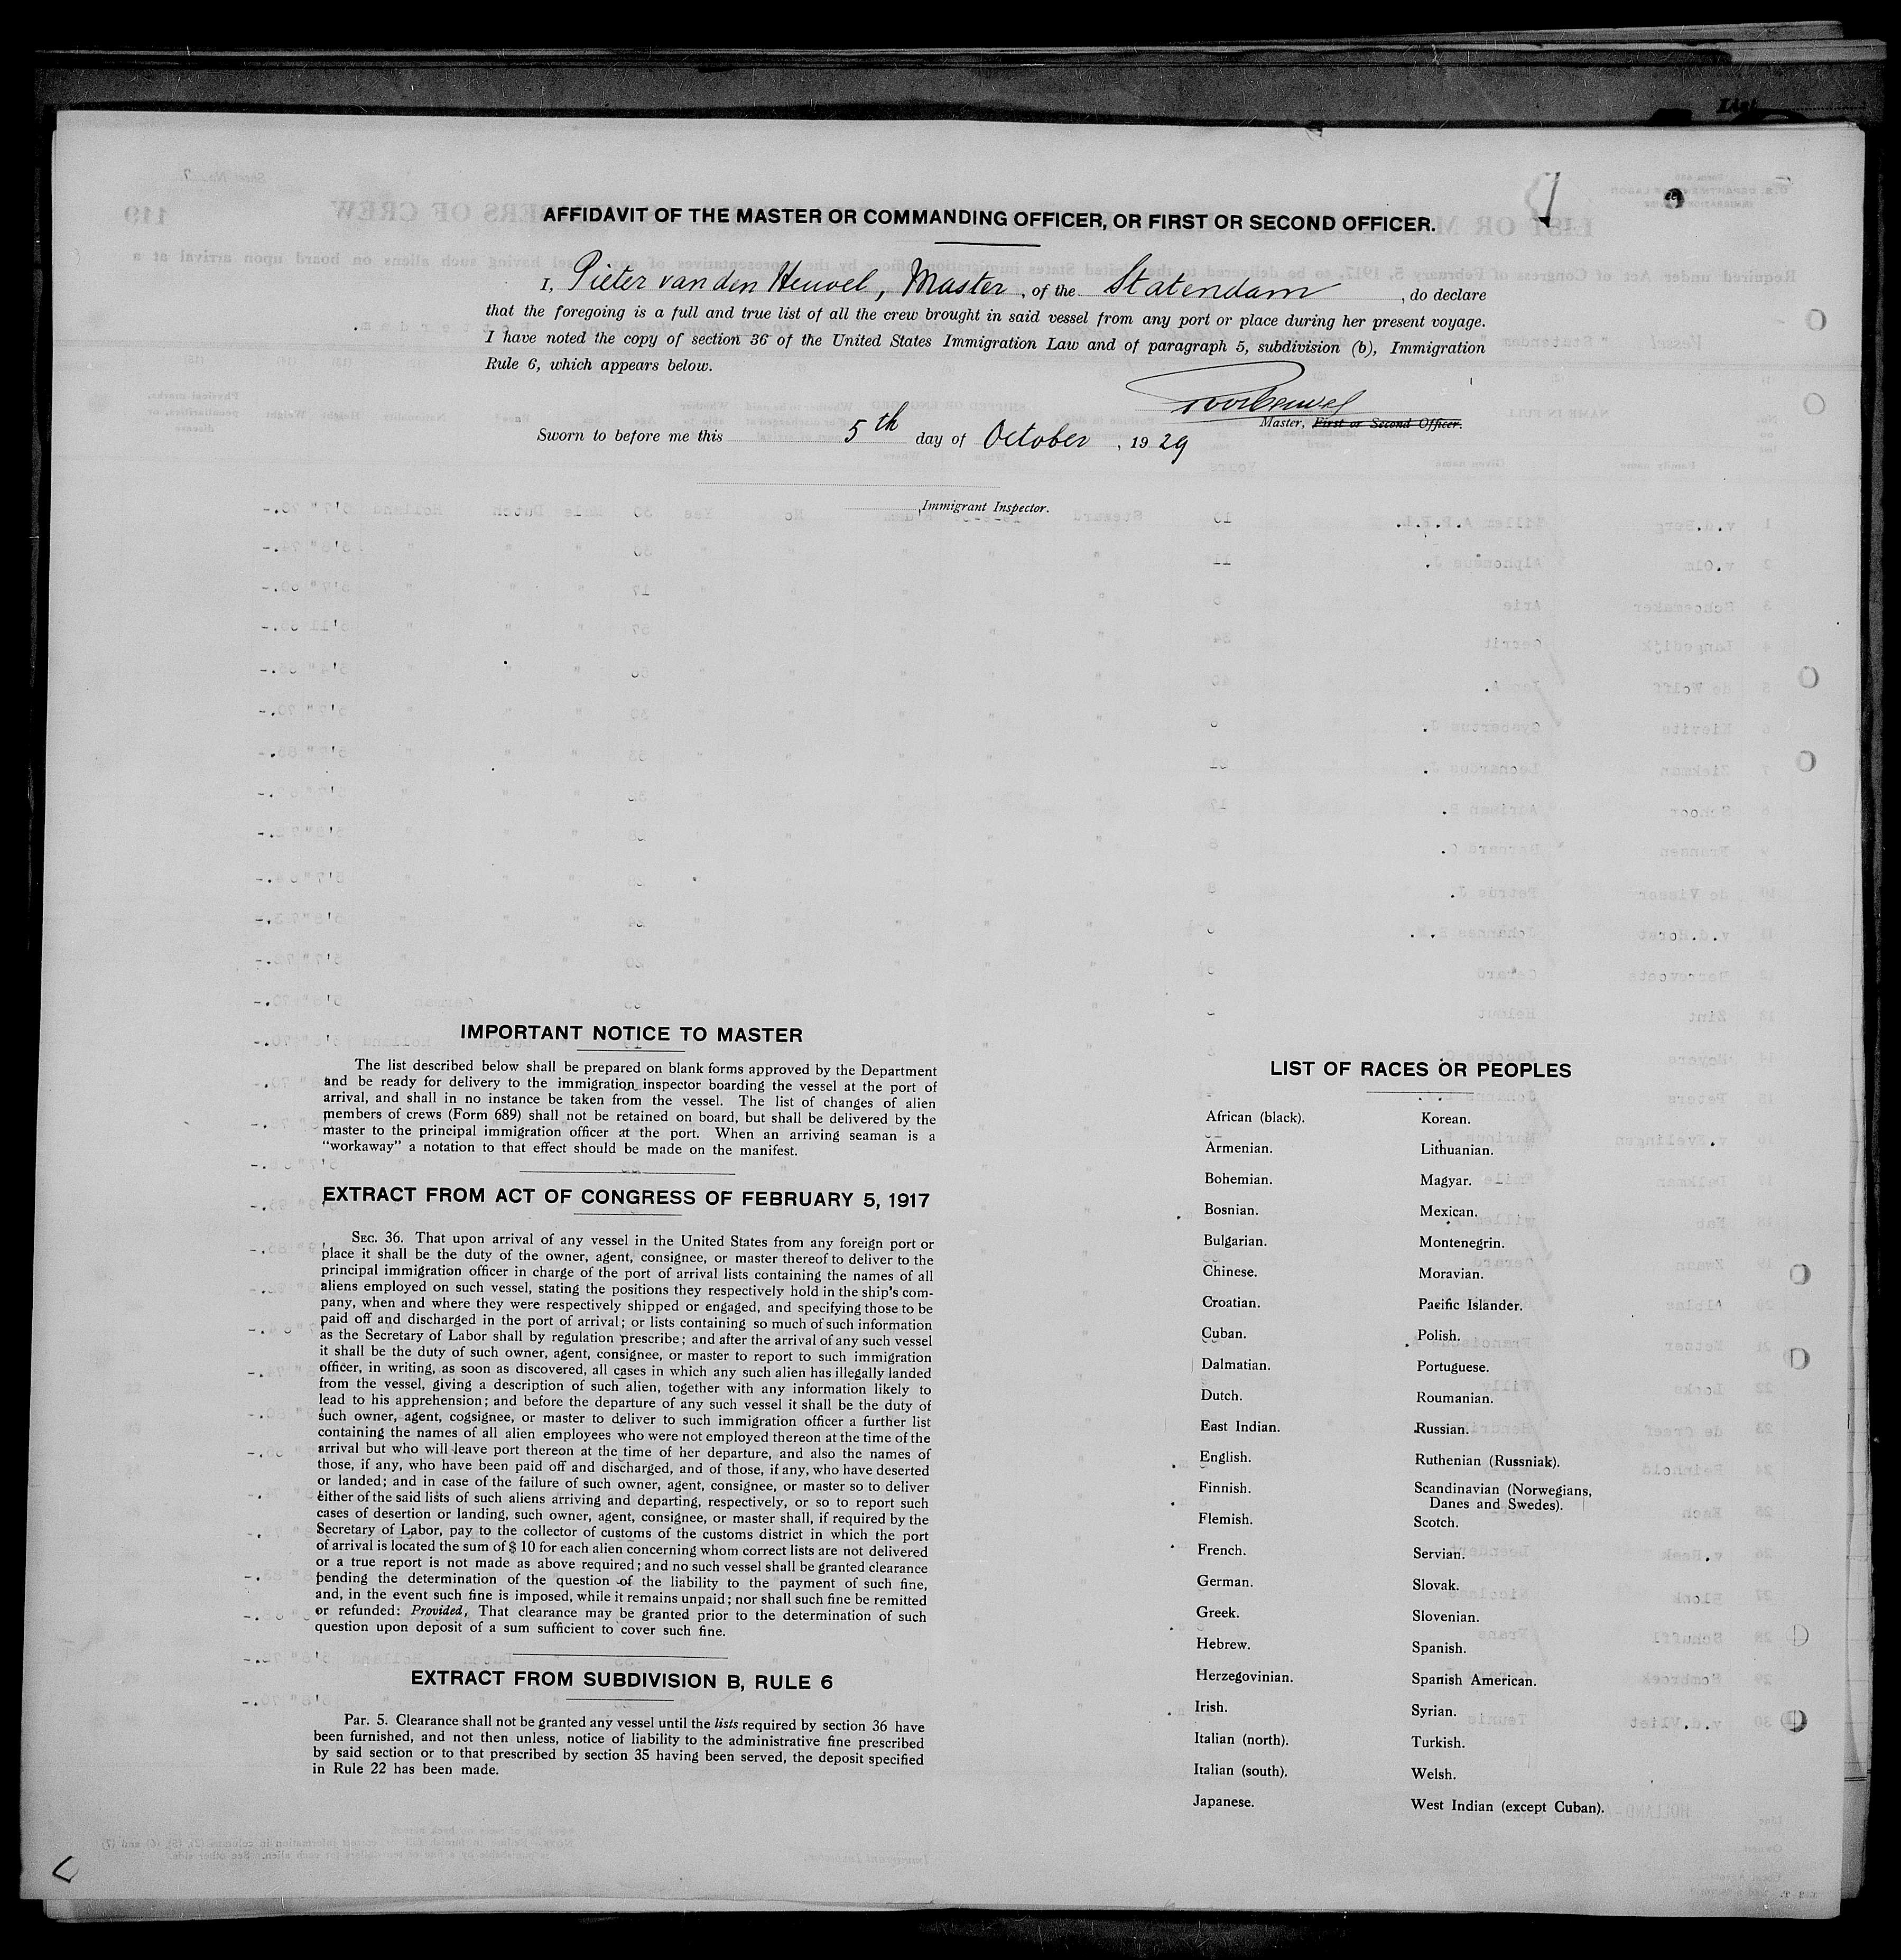 AFFIDAVIT OF THE MASTER OR COMMANDING OFFICER, OR FIRST OR SECOND OFFICER.
I, Pieter van den Heuvel, Master, of the Statendam, do declare
that the foregoing is a full and true list of all the crew brought in said vessel from any port or place during her present voyage.
I have noted the copy of section 36 of the United States Immigration Law and of paragraph 5, subdivision (b), Immigration
Rule 6, which appears below.
Master, First or Second Officer.
Sworn to before me this 5th day of October, 1929
Immigrant Inspector.
IMPORTANT NOTICE TO MASTER
The list described below shall be prepared on blank forms approved by the Department
and be ready for delivery to the immigration inspector boarding the vessel at the port of
arrival, and shall in no instance be taken from the vessel. The list of changes of alien
members of crews (Form 689) shall not be retained on board, but shall be delivered by the
master to the principal immigration officer at the port. When an arriving seaman is a
"workaway" a notation to that effect should be made on the manifest.
EXTRACT FROM ACT OF CONGRESS OF FEBRUARY 5, 1917
SEC. 36. That upon arrival of any vessel in the United States from any foreign port or
place it shall be the duty of the owner, agent, consignee, or master thereof to deliver to the
principal immigration officer in charge of the port of arrival lists containing the names of all
aliens employed on such vessel, stating the positions they respectively hold in the ship's com-
pany, when and where they were respectively shipped or engaged, and specifying those to be
paid off and discharged in the port of arrival; or lists containing so much of such information
as the Secretary of Labor shall by regulation prescribe; and after the arrival of any such vessel
it shall be the duty of such owner, agent, consignee, or master to report to such immigration
officer, in writing, as soon as discovered, all cases in which any such alien has illegally landed
from the vessel, giving a description of such alien, together with any information likely to
lead to his apprehension; and before the departure of any such vessel it shall be the duty of
such owner, agent, cogsignee, or master to deliver to such immigration officer a further list
containing the names of all alien employees who were not employed thereon at the time of the
arrival but who will leave port thereon at the time of her departure, and also the names of
those, if any, who have been paid off and discharged, and of those, if any, who have deserted
or landed; and in case of the failure of such owner, agent, consignee, or master so to deliver
either of the said lists of such aliens arriving and departing, respectively, or so to report such
cases of desertion or landing, such owner, agent, consignee, or master shall, if required by the
Secretary of Labor, pay to the collector of customs of the customs district in which the port
of arrival is located the sum of $ 10 for each alien concerning whom correct lists are not delivered
or a true report is not made as above required; and no such vessel shall be granted clearance
pending the determination of the question of the liability to the payment of such fine,
and, in the event such fine is imposed, while it remains unpaid; nor shall such fine be remitted
or refunded: Provided, That clearance may be granted prior to the determination of such
question upon deposit of a sum sufficient to cover such fine.
EXTRACT FROM SUBDIVISION B, RULE 6
Par. 5. Clearance shall not be granted any vessel until the lists required by section 36 have
been furnished, and not then unless, notice of liability to the administrative fine prescribed
by said section or to that prescribed by section 35 having been served, the deposit specified
in Rule 22 has been made.
LIST OF RACES OR PEOPLES
African (black).
Armenian.
Bohemian.
Bosnian.
Bulgarian.
Chinese.
Croatian.
Cuban.
Dalmatian.
Dutch.
East Indian.
English.
Finnish.
Flemish.
French.
German.
Greek.
Hebrew.
Herzegovinian.
Irish.
Italian (north).
Italian (south).
Japanese.
Korean.
Lithuanian.
Magyar.
Mexican.
Montenegrin.
Moravian.
Pacific Islander.
Polish.
Portuguese.
Roumanian.
Russian.
Ruthenian (Russniak).
Scandinavian (Norwegians,
Danes and Swedes).
Scotch.
Servian.
Slovak.
Slovenian.
Spanish.
Spanish American.
Syrian.
Turkish.
Welsh.
West Indian (except Cuban).